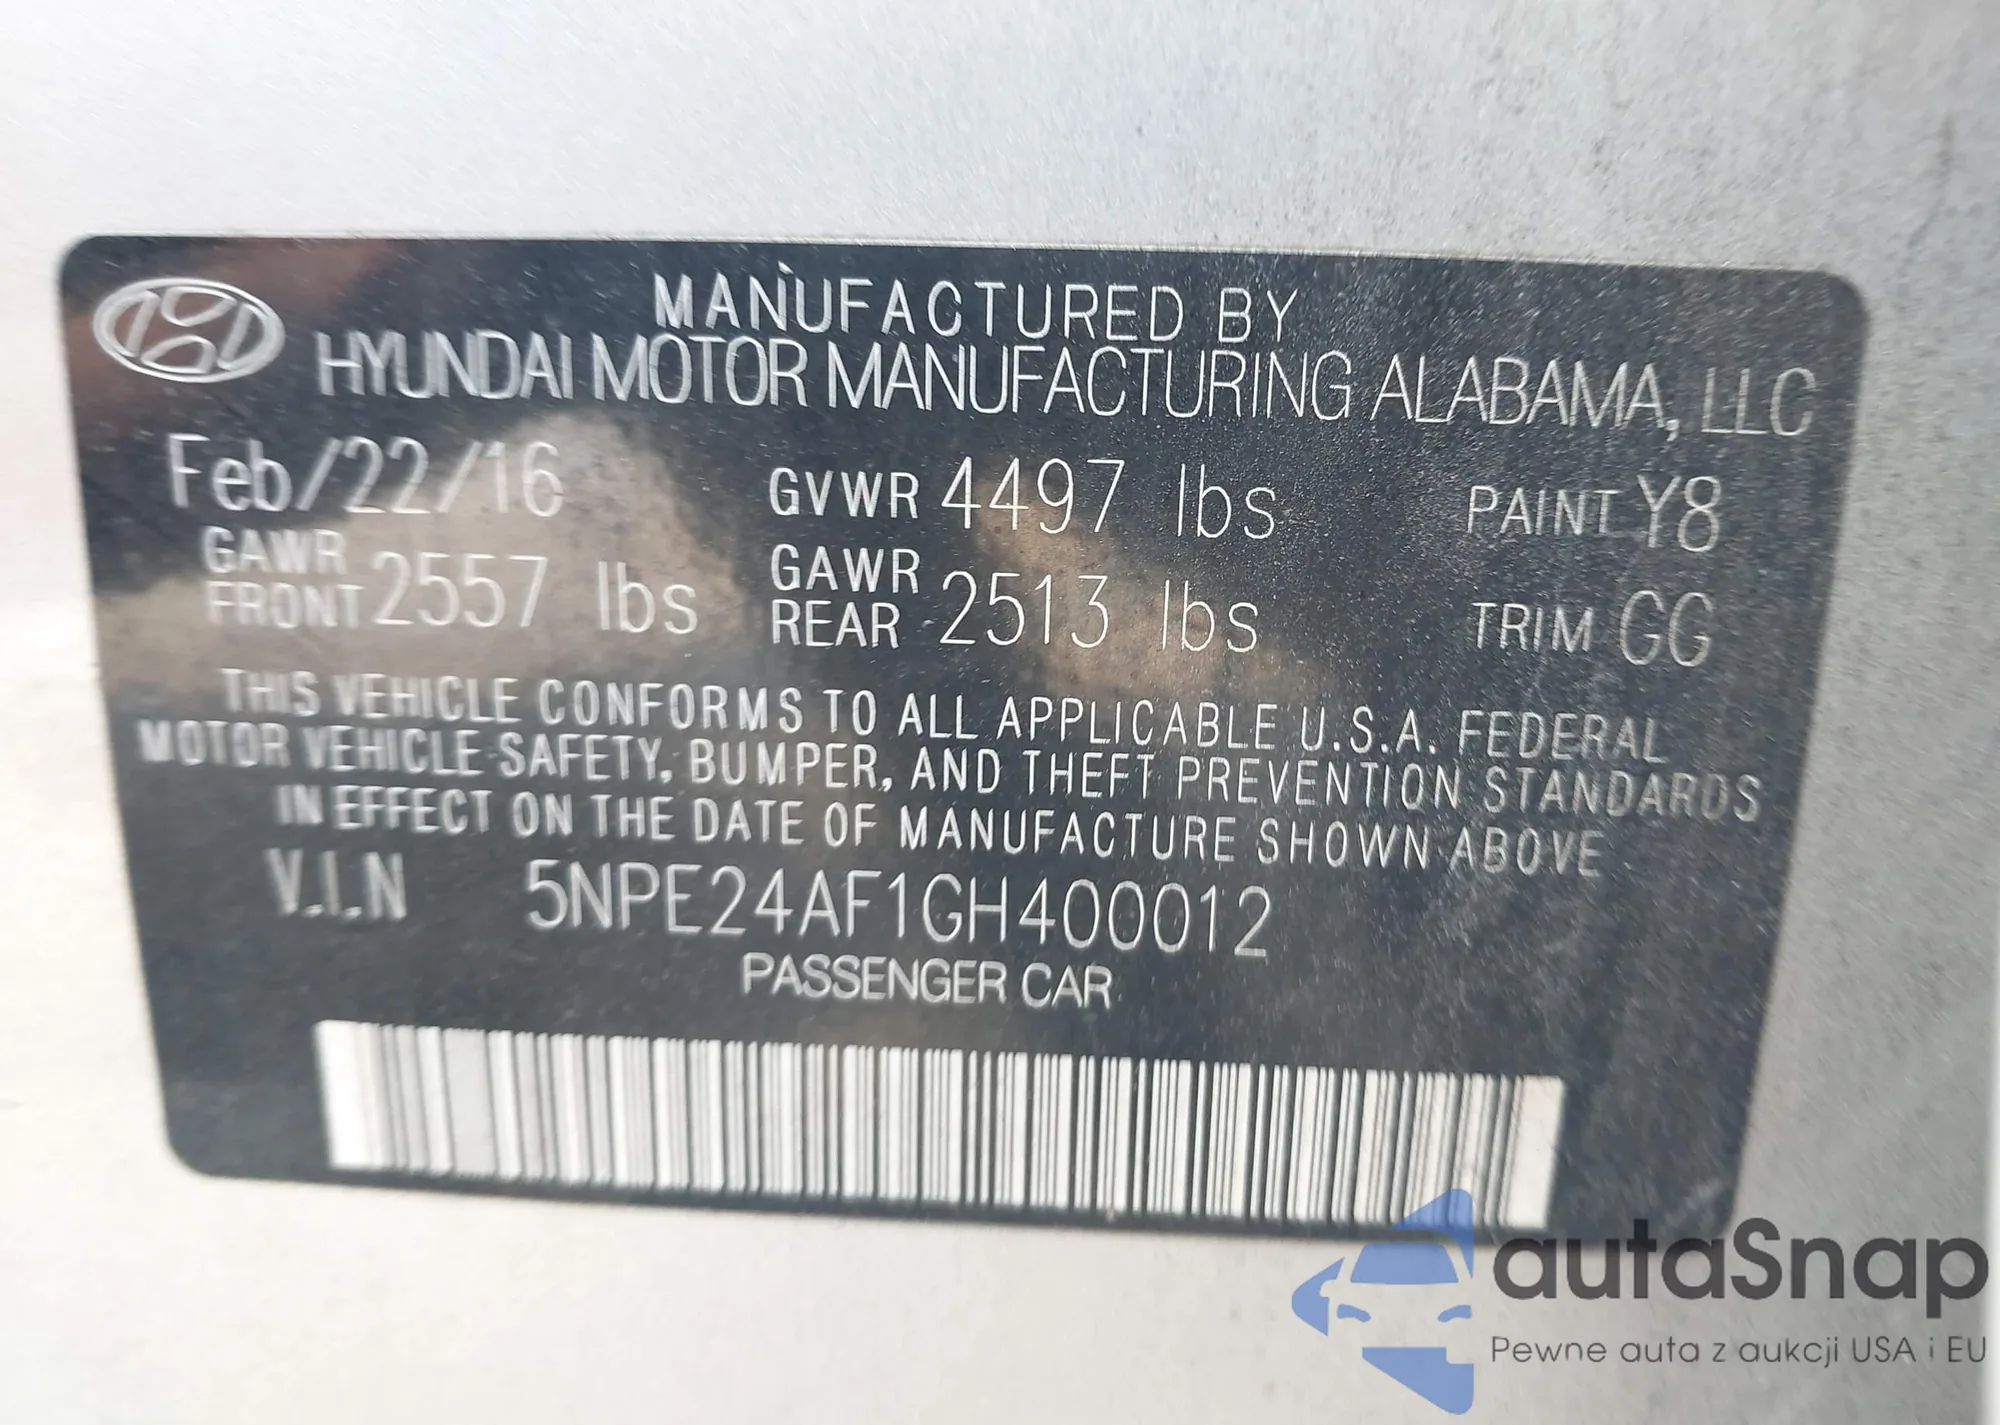 MANUFACTURED BY
HYUNDAI MOTOR MANUFACTURING ALABAMA, LLC
Feb/22/16 GVWR 4497 lbs PAINT Y8
GAWR FRONT 2557 lbs GAWR REAR 2513 lbs TRIM GG
THIS VEHICLE CONFORMS TO ALL APPLICABLE U.S.A. FEDERAL
MOTOR VEHICLE SAFETY, BUMPER, AND THEFT PREVENTION STANDARDS
IN EFFECT ON THE DATE OF MANUFACTURE SHOWN ABOVE
V.I.N 5NPE24AF1GH400012
PASSENGER CAR
autaSnap
Pewne auta z aukcji USA i EU